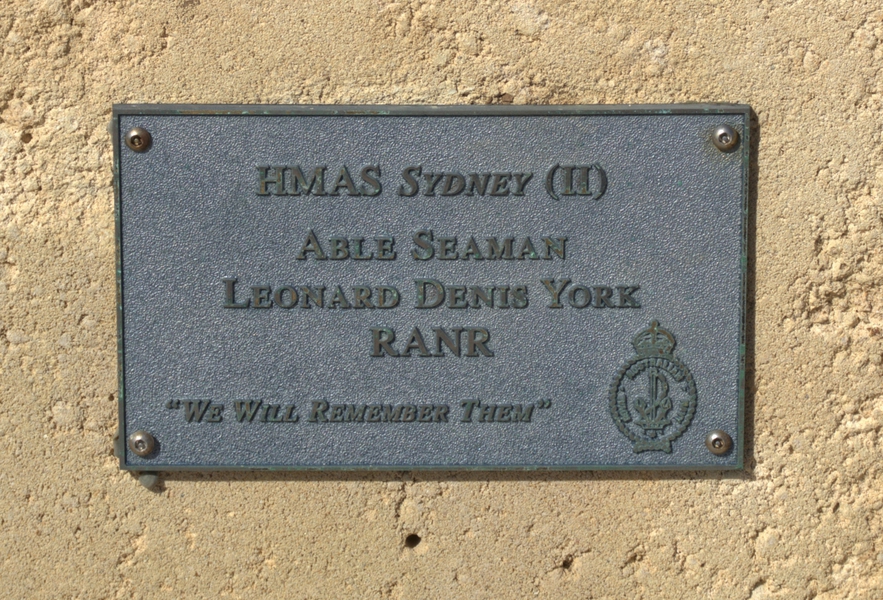 HMAS SYDNEY (II)
ABLE SEAMAN
LEONARD DENIS YORK
RANR
"WE WILL REMEMBER THEM"